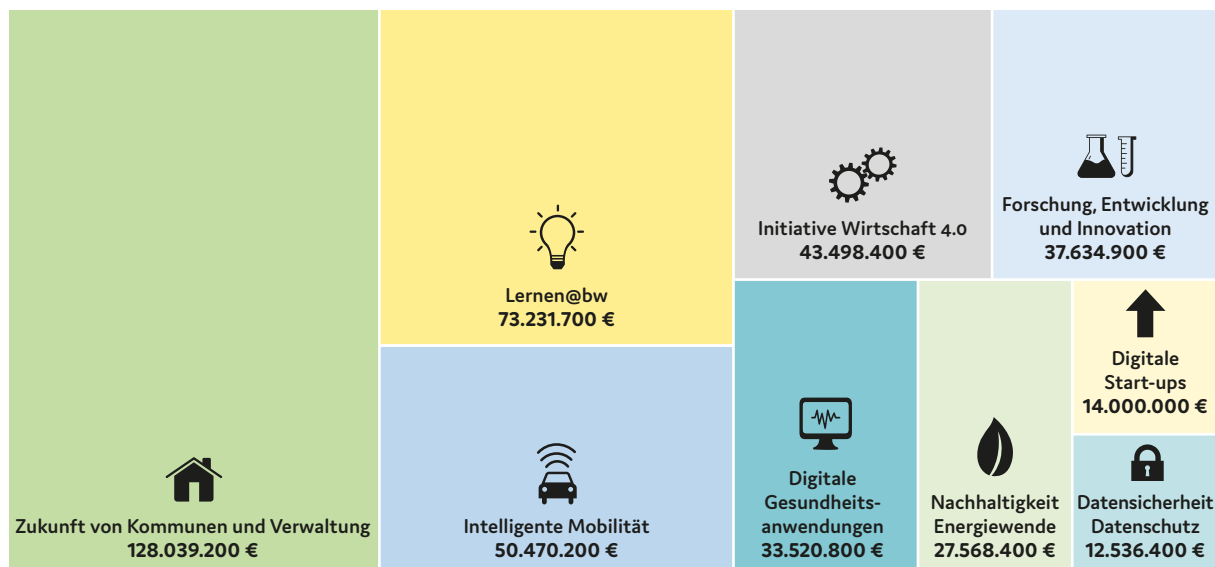 Zukunft von Kommunen und Verwaltung
128.039.200 €
Lernen@bw
73.231.700 €
Intelligente Mobilität
50.470.200 €
Initiative Wirtschaft 4.0
43.498.400 €
Forschung, Entwicklung
und Innovation
37.634.900 €
Digitale
Gesundheits-
anwendungen
33.520.800 €
Nachhaltigkeit
Energiewende
27.568.400 €
Digitale
Start-ups
14.000.000 €
Datensicherheit
Datenschutz
12.536.400 €